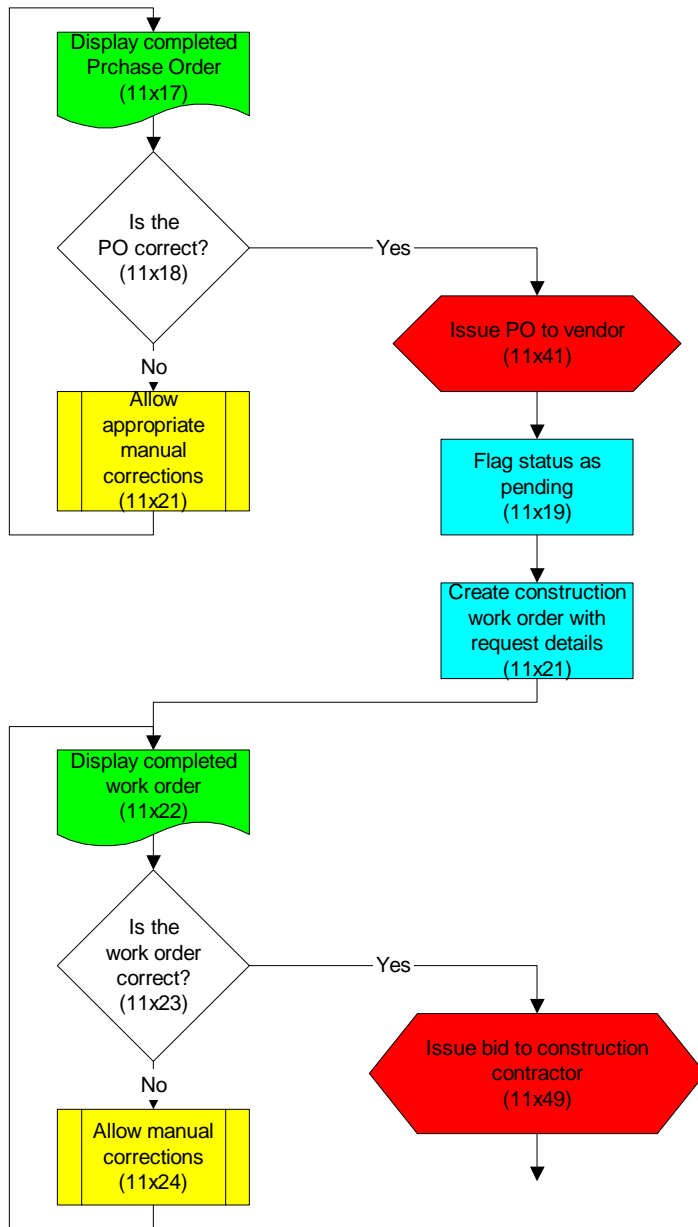 Display completed
Prchase Order
(11x17)
Is the
PO correct?
(11x18)
Yes
Issue PO to vendor
(11x41)
No
Allow
appropriate
manual
corrections
(11x21)
Flag status as
pending
(11x19)
Create construction
work order with
request details
(11x21)
Display completed
work order
(11x22)
Is the
work order
correct?
(11x23)
Yes
Issue bid to construction
contractor
(11x49)
No
Allow manual
corrections
(11x24)